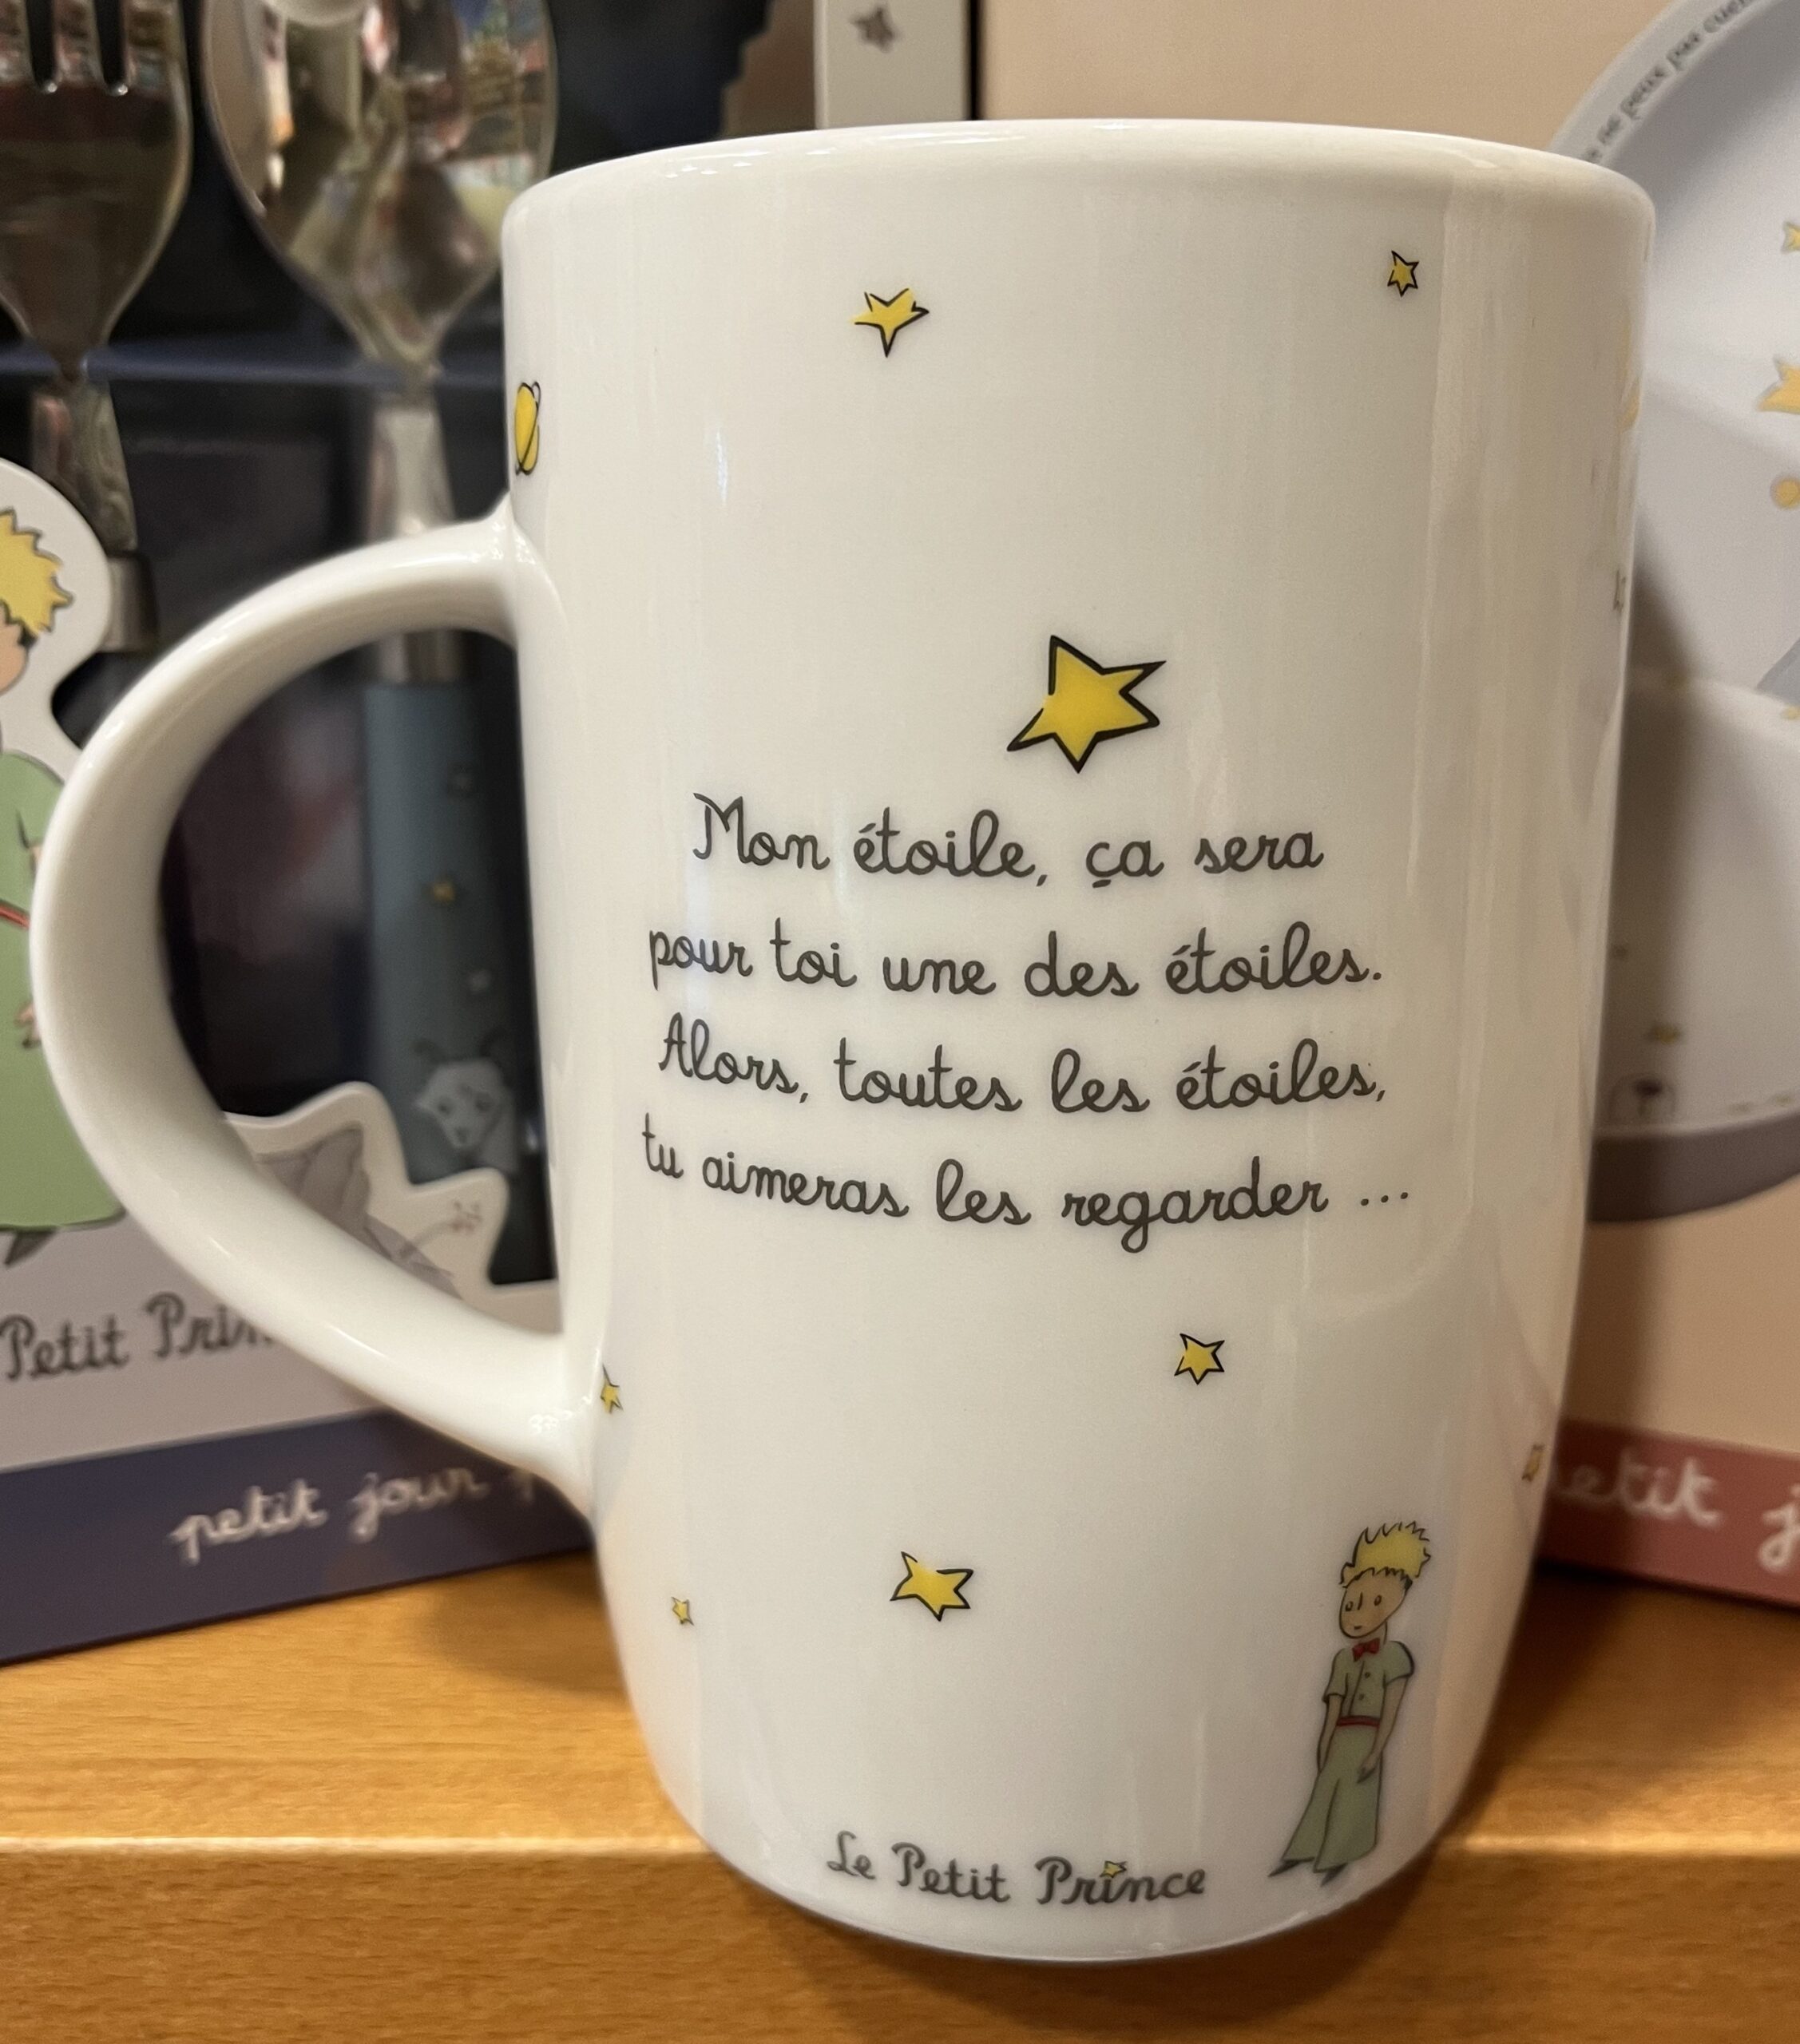 Mon étoile, ça sera
pour toi une des étoiles.
Alors, toutes les étoiles,
tu aimeras les regarder ...
Le Petit Prince
Petit
petit jour
petit